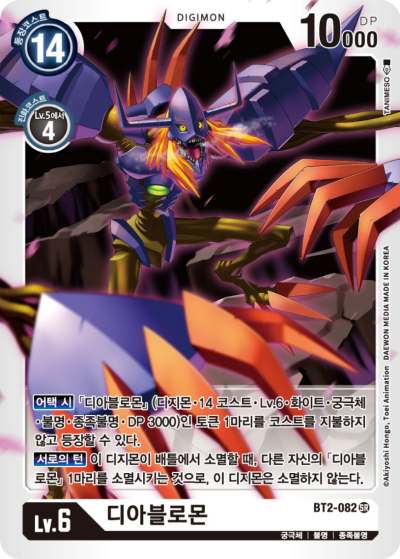 등장코스트
14
DIGIMON
10000 DP
진화코스트
Lv.5에서
4
TANIMESO
©Akiyoshi Hongo, Toei Animation DAEWON MEDIA MADE IN KOREA
어택 시 「디아블로몬」 (디지몬·14 코스트·Lv.6·화이트·궁극체
·불명·종족불명·DP 3000)인 토큰 1마리를 코스트를 지불하지
않고 등장할 수 있다.
서로의 턴 이 디지몬이 배틀에서 소멸할 때, 다른 자신의 「디아블
로몬」 1마리를 소멸시키는 것으로, 이 디지몬은 소멸하지 않는다.
BT2-082 SR
Lv.6
디아블로몬
궁극체 | 불명 | 종족불명